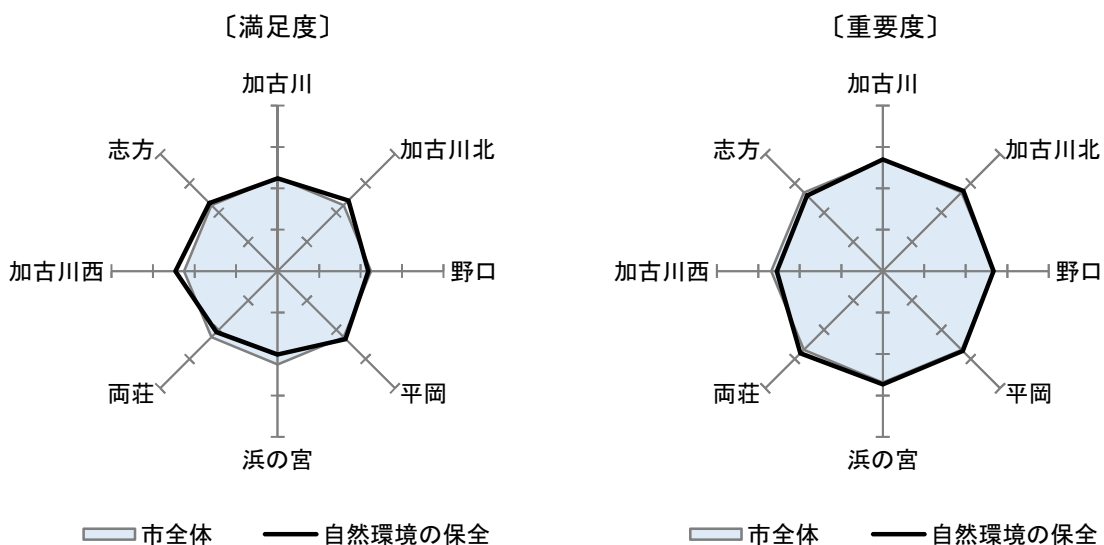 〔満足度〕
加古川
加古川北
野口
平岡
浜の宮
両荘
加古川西
志方
市全体
自然環境の保全
〔重要度〕
加古川
加古川北
野口
平岡
浜の宮
両荘
加古川西
志方
市全体
自然環境の保全